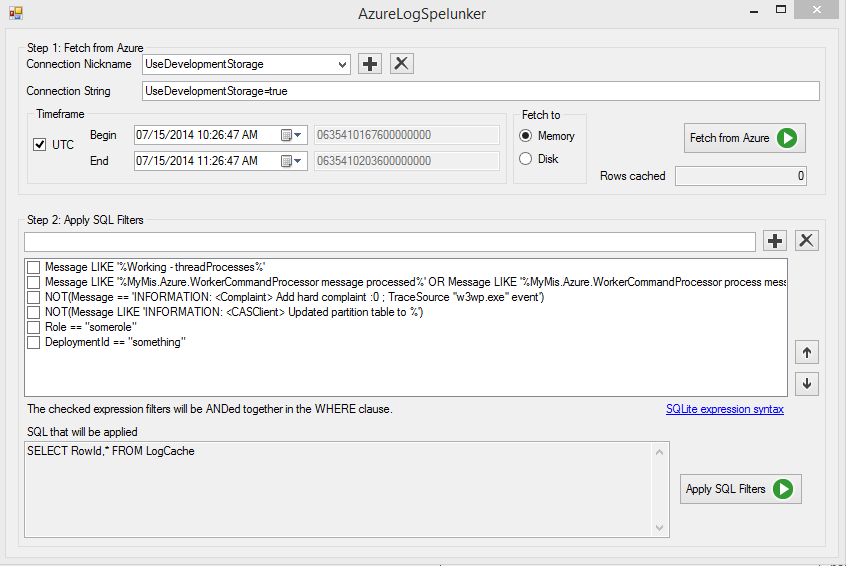 AzureLogSpelunker
Step 1: Fetch from Azure
Connection Nickname UseDevelopmentStorage
Connection String UseDevelopmentStorage=true
Timeframe
UTC
Begin 07/15/2014 10:26:47 AM 0635410167600000000
End 07/15/2014 11:26:47 AM 0635410203600000000
Fetch to
Memory
Disk
Fetch from Azure
Rows cached 0
Step 2: Apply SQL Filters
Message LIKE '%Working - threadProcesses%'
Message LIKE '%MyMis.Azure.WorkerCommandProcessor message processed%' OR Message LIKE '%MyMis.Azure.WorkerCommandProcessor process mess
NOT(Message == 'INFORMATION: <Complaint> Add hard complaint :0 ; TraceSource "w3wp.exe" event')
NOT(Message LIKE 'INFORMATION: <CASClient> Updated partition table to %')
Role == "somerole"
DeploymentId == "something"
The checked expression filters will be ANDed together in the WHERE clause.
SQLite expression syntax
SQL that will be applied
SELECT RowId,* FROM LogCache
Apply SQL Filters